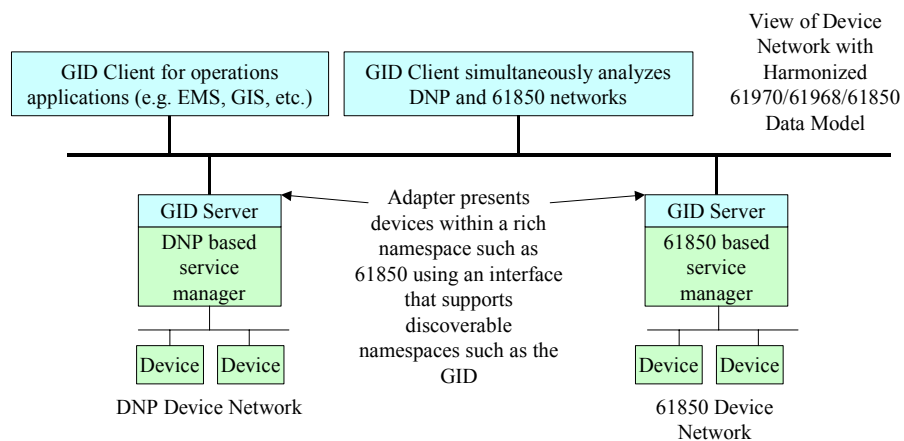 GID Client for operations
applications (e.g. EMS, GIS, etc.)
GID Client simultaneously analyzes
DNP and 61850 networks
View of Device
Network with
Harmonized
61970/61968/61850
Data Model
GID Server
DNP based
service
manager
Adapter presents
devices within a rich
namespace such as
61850 using an interface
that supports
discoverable
namespaces such as the
GID
GID Server
61850 based
service
manager
Device
Device
DNP Device Network
Device
Device
61850 Device
Network